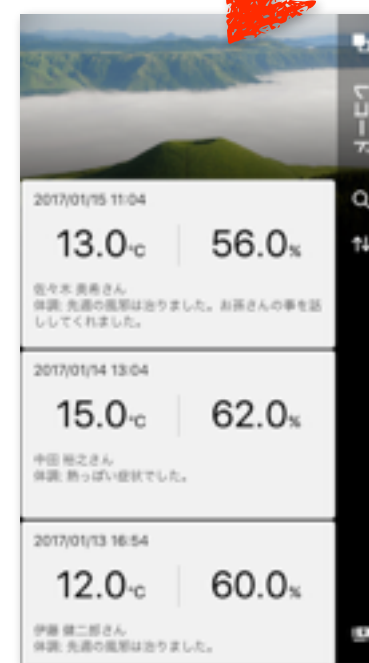 2017/01/15 11:04
13.0℃ 56.0%
佐々木 美希さん
体調: 先週の風邪は治りました。お孫さんの事を話
ししてくれました。
2017/01/14 13:04
15.0℃ 62.0%
中田 裕之さん
体調: 熱っぽい症状でした。
2017/01/13 16:54
12.0℃ 60.0%
伊藤 健二郎さん
体調: 先週の風邪は治りました。